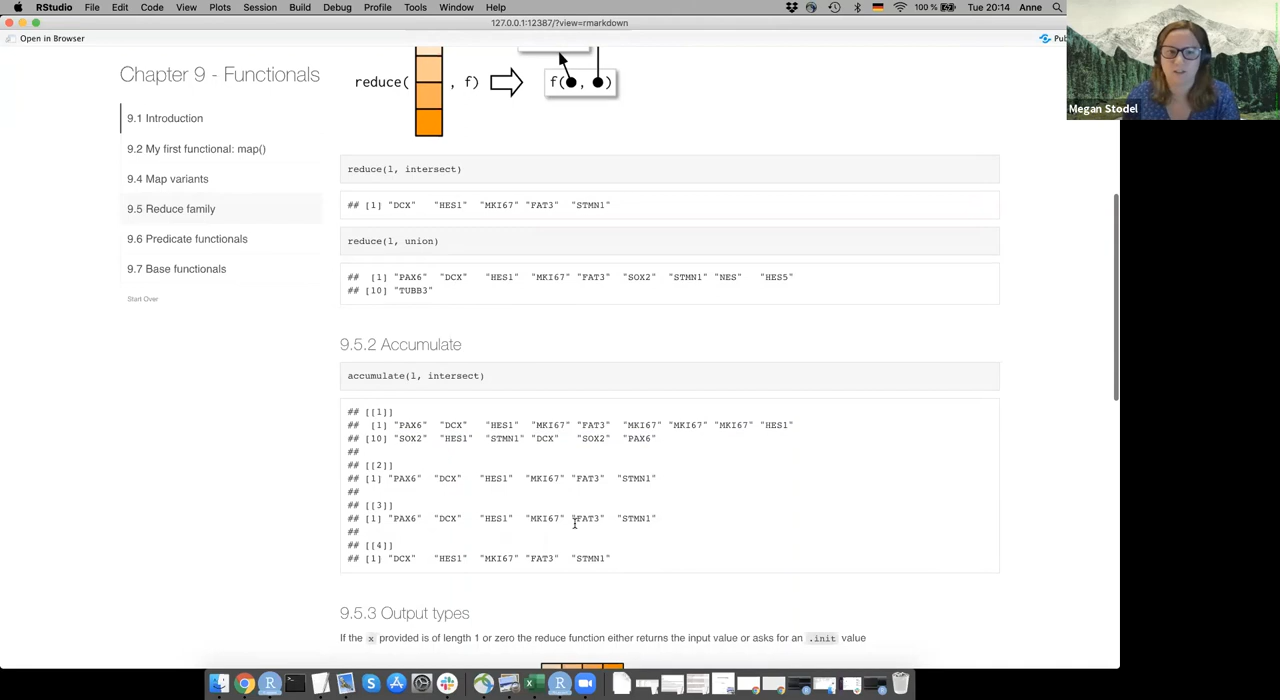 RStudio File Edit Code View Plots Session Build Debug Profile Tools Window Help 100 % Tue 20:14 Anne
127.0.0.1:12387/?view=rmarkdown
Open in Browser
Megan Stodel
Chapter 9 - Functionals
9.1 Introduction
9.2 My first functional: map()
9.4 Map variants
9.5 Reduce family
9.6 Predicate functionals
9.7 Base functionals
Start Over
reduce( , f) f( , )
reduce(l, intersect)
## [1] "DCX" "HES1" "MKI67" "FAT3" "STMN1"
reduce(l, union)
## [1] "PAX6" "DCX" "HES1" "MKI67" "FAT3" "SOX2" "STMN1" "NES" "HES5"
## [10] "TUBB3"
9.5.2 Accumulate
accumulate(l, intersect)
## [[1]]
## [1] "PAX6" "DCX" "HES1" "MKI67" "FAT3" "MKI67" "MKI67" "MKI67" "HES1"
## [10] "SOX2" "HES1" "STMN1" "DCX" "SOX2" "PAX6"
##
## [[2]]
## [1] "PAX6" "DCX" "HES1" "MKI67" "FAT3" "STMN1"
##
## [[3]]
## [1] "PAX6" "DCX" "HES1" "MKI67" "FAT3" "STMN1"
##
## [[4]]
## [1] "DCX" "HES1" "MKI67" "FAT3" "STMN1"
9.5.3 Output types
If the x provided is of length 1 or zero the reduce function either returns the input value or asks for an .init value